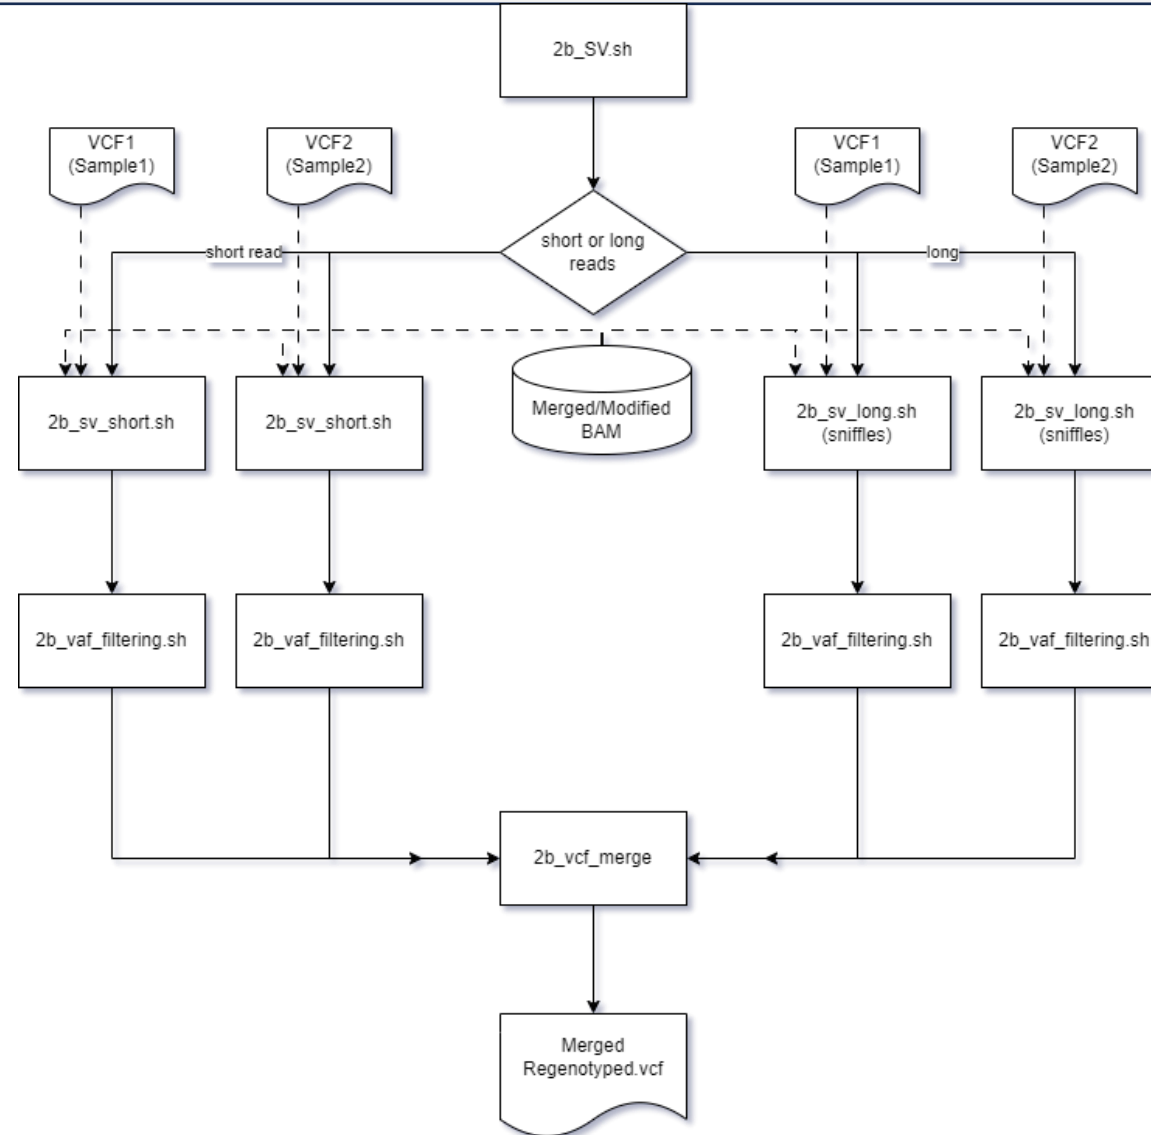 2b_SV.sh
VCF1
(Sample1)
VCF2
(Sample2)
VCF1
(Sample1)
VCF2
(Sample2)
short read
short or long
reads
long
2b_sv_short.sh
2b_sv_short.sh
Merged/Modified
BAM
2b_sv_long.sh
(sniffles)
2b_sv_long.sh
(sniffles)
2b_vaf_filtering.sh
2b_vaf_filtering.sh
2b_vaf_filtering.sh
2b_vaf_filtering.sh
2b_vcf_merge
Merged
Regenotyped.vcf